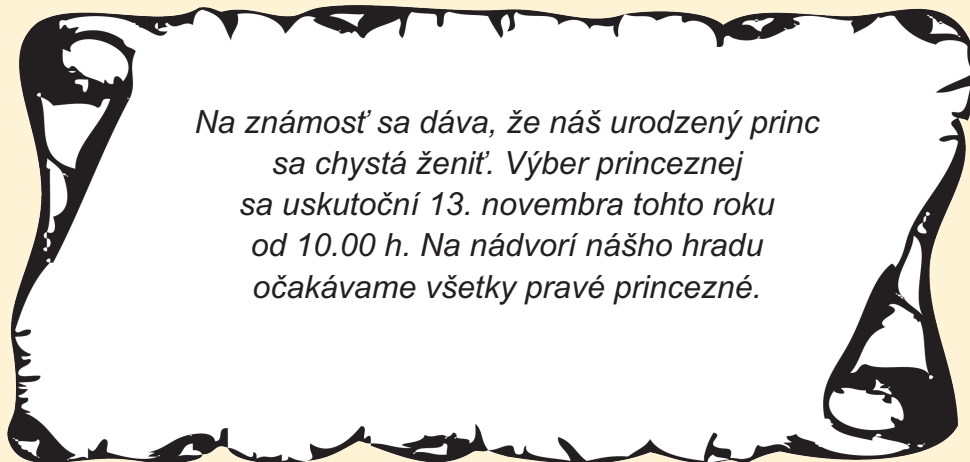 Na známosť sa dáva, že náš urodzený princ
sa chystá ženiť. Výber princeznej
sa uskutoční 13. novembra tohto roku
od 10.00 h. Na nádvorí nášho hradu
očakávame všetky pravé princezné.